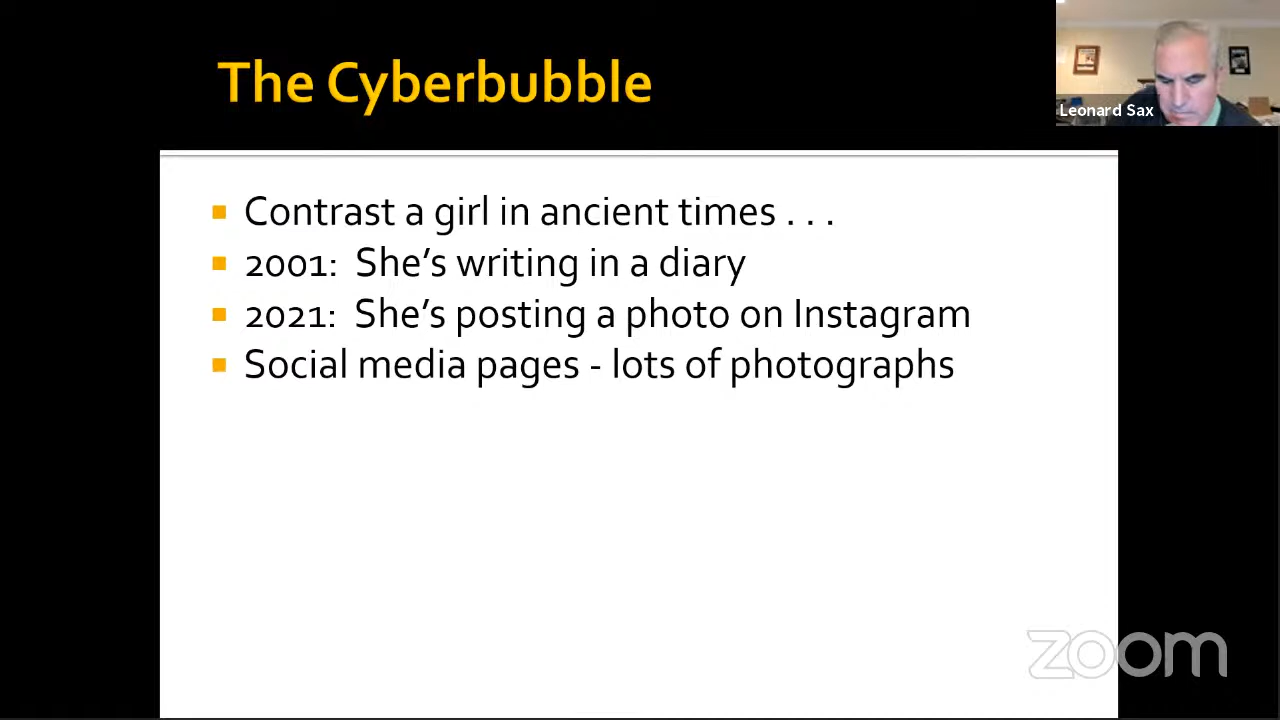 The Cyberbubble
Leonard Sax
Contrast a girl in ancient times . . .
2001: She's writing in a diary
2021: She's posting a photo on Instagram
Social media pages - lots of photographs
zoom